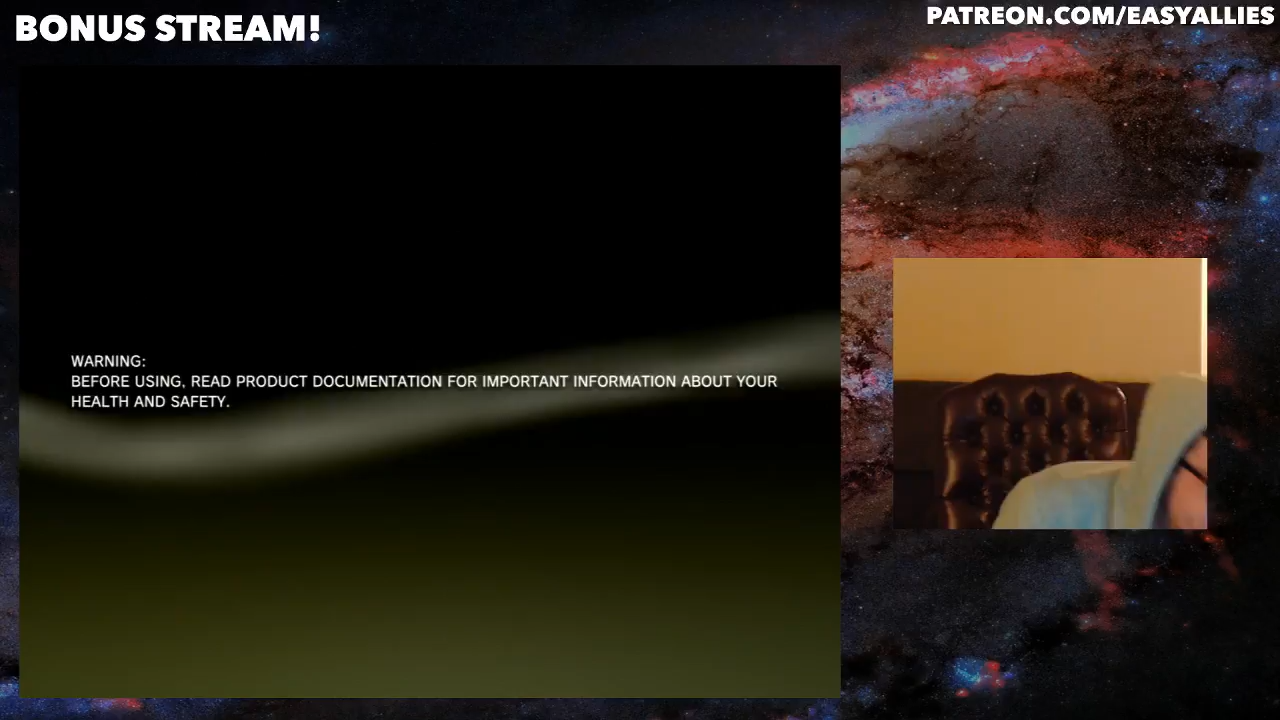 BONUS STREAM!
PATREON.COM/EASYALLIES
WARNING:
BEFORE USING, READ PRODUCT DOCUMENTATION FOR IMPORTANT INFORMATION ABOUT YOUR
HEALTH AND SAFETY.